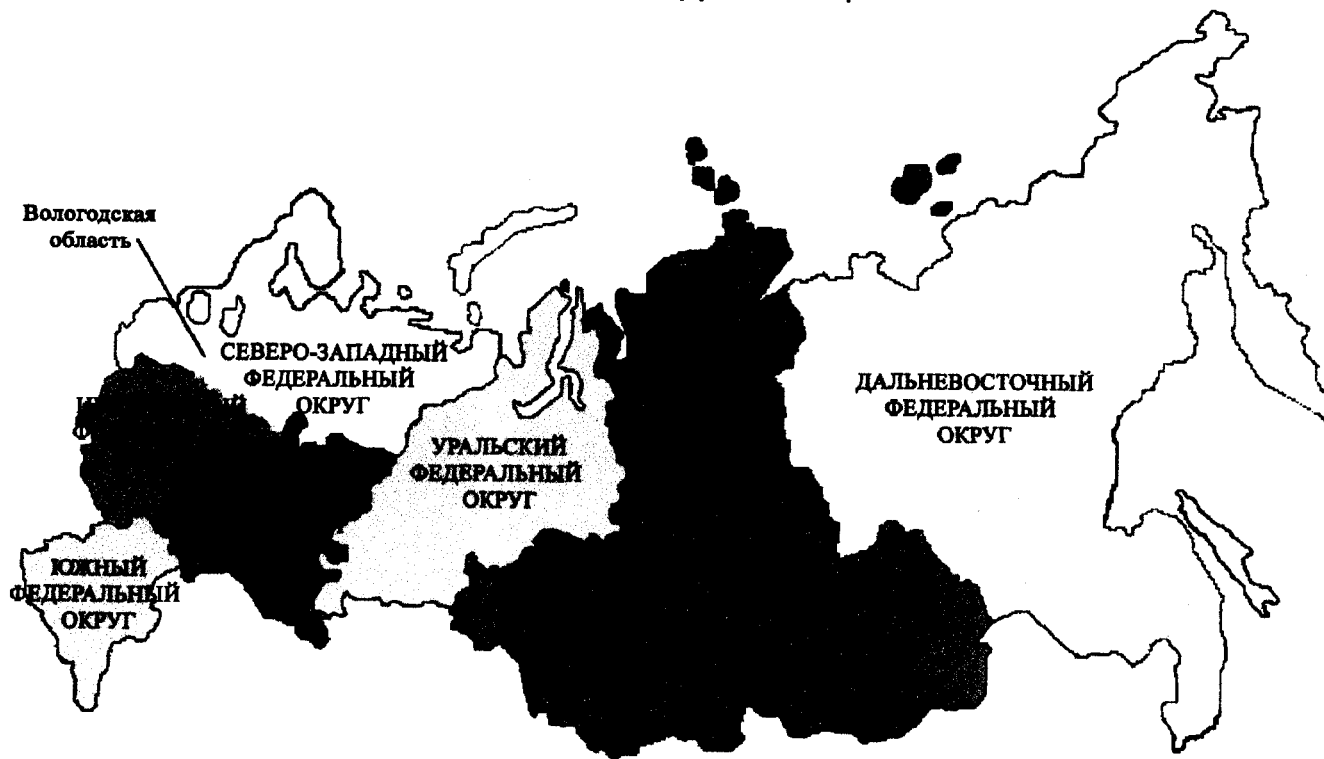 Вологодская
область
СЕВЕРО-ЗАПАДНЫЙ
ФЕДЕРАЛЬНЫЙ
ОКРУГ
УРАЛЬСКИЙ
ФЕДЕРАЛЬНЫЙ
ОКРУГ
ДАЛЬНЕВОСТОЧНЫЙ
ФЕДЕРАЛЬНЫЙ
ОКРУГ
ЮЖНЫЙ
ФЕДЕРАЛЬНЫЙ
ОКРУГ